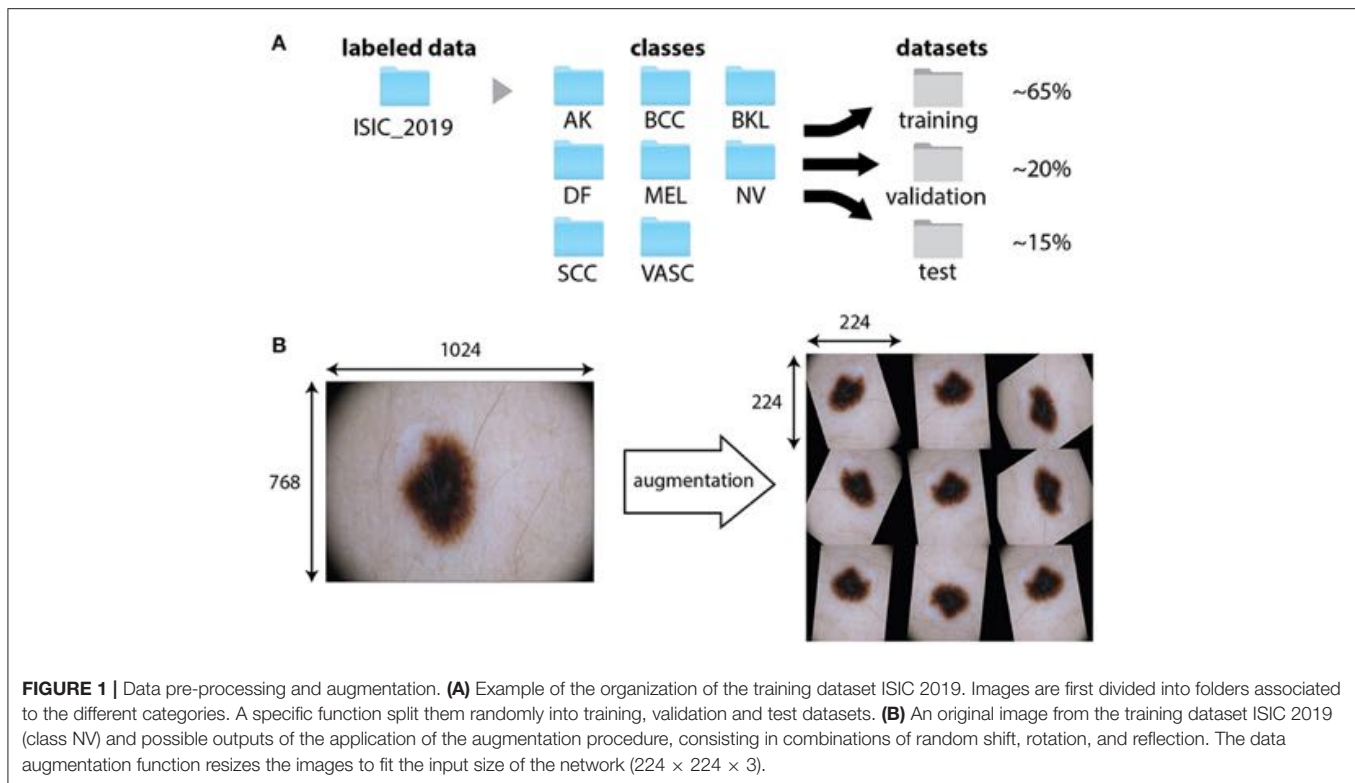 A
labeled data classes datasets
ISIC_2019
AK BCC BKL
training ~65%
DF MEL NV
validation ~20%
SCC VASC
test ~15%
B
1024
768
augmentation
224
224
FIGURE 1 | Data pre-processing and augmentation. (A) Example of the organization of the training dataset ISIC 2019. Images are first divided into folders associated
to the different categories. A specific function split them randomly into training, validation and test datasets. (B) An original image from the training dataset ISIC 2019
(class NV) and possible outputs of the application of the augmentation procedure, consisting in combinations of random shift, rotation, and reflection. The data
augmentation function resizes the images to fit the input size of the network (224 × 224 × 3).